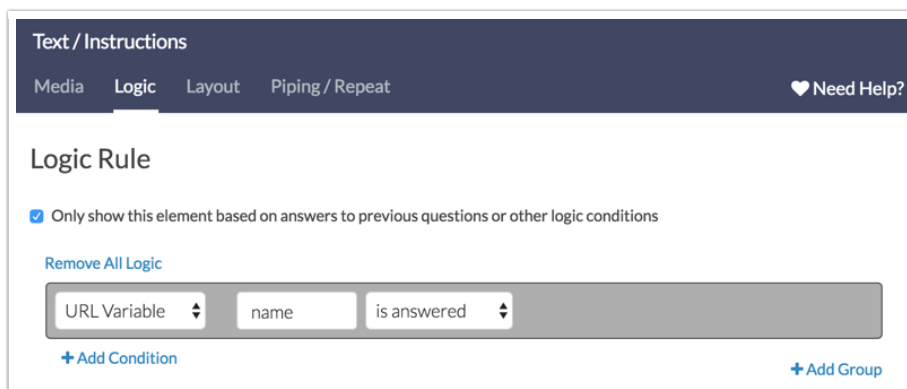 Text / Instructions
Media Logic Layout Piping / Repeat Need Help?
Logic Rule
Only show this element based on answers to previous questions or other logic conditions
Remove All Logic
URL Variable name is answered
+ Add Condition
+ Add Group